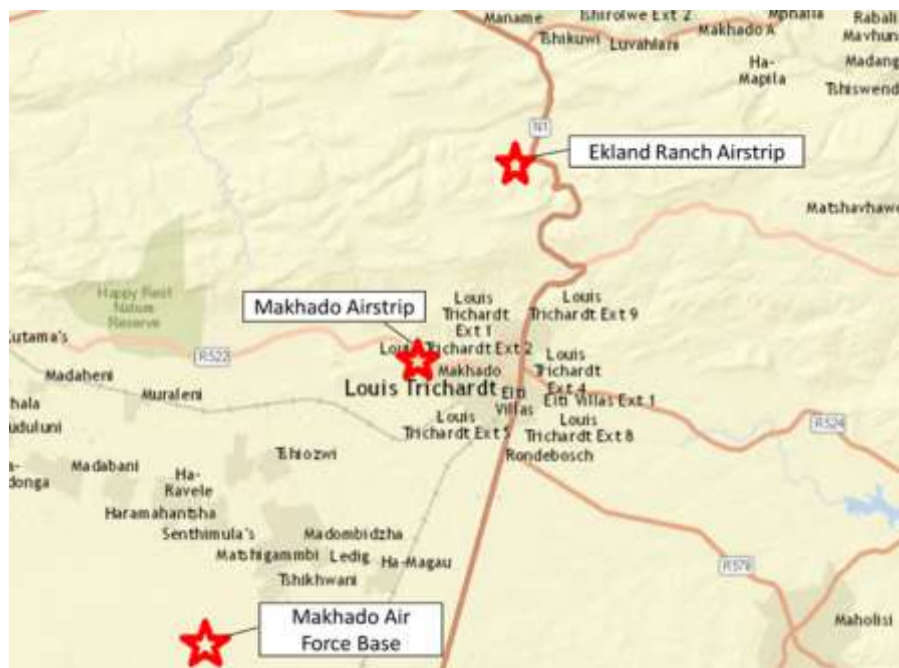 Maname
Tshirolwe Ext 2
Mphaila
Rabali
Tshikuwi
Luvahlani
Makhado A
Mavhun
Ha-
Mapila
Madang
Tshiswend
N1
Ekland Ranch Airstrip
Matshavhawe
Happy Rest
Nature
Reserve
Makhado Airstrip
Louis
Trichardt
Ext 1
Louis
Trichardt Ext 9
Kutama's
R522
Trichardt Ext 2
Madaheni
Makhado
Louis
Trichardt
Ext 4
Muraleni
Louis Trichardt
Elti
Villas
Elti Villas Ext 1
Louis
Trichardt Ext 5
Louis
Trichardt Ext 8
R524
Rondebosch
Tshiozwi
Madabani
Ha-
Ravele
Haramahantsha
Senthimula's
Madombidzha
Matshigammbi
Ledig
Ha-Magau
Tshikhwani
R578
Makhado Air
Force Base
Maholisi